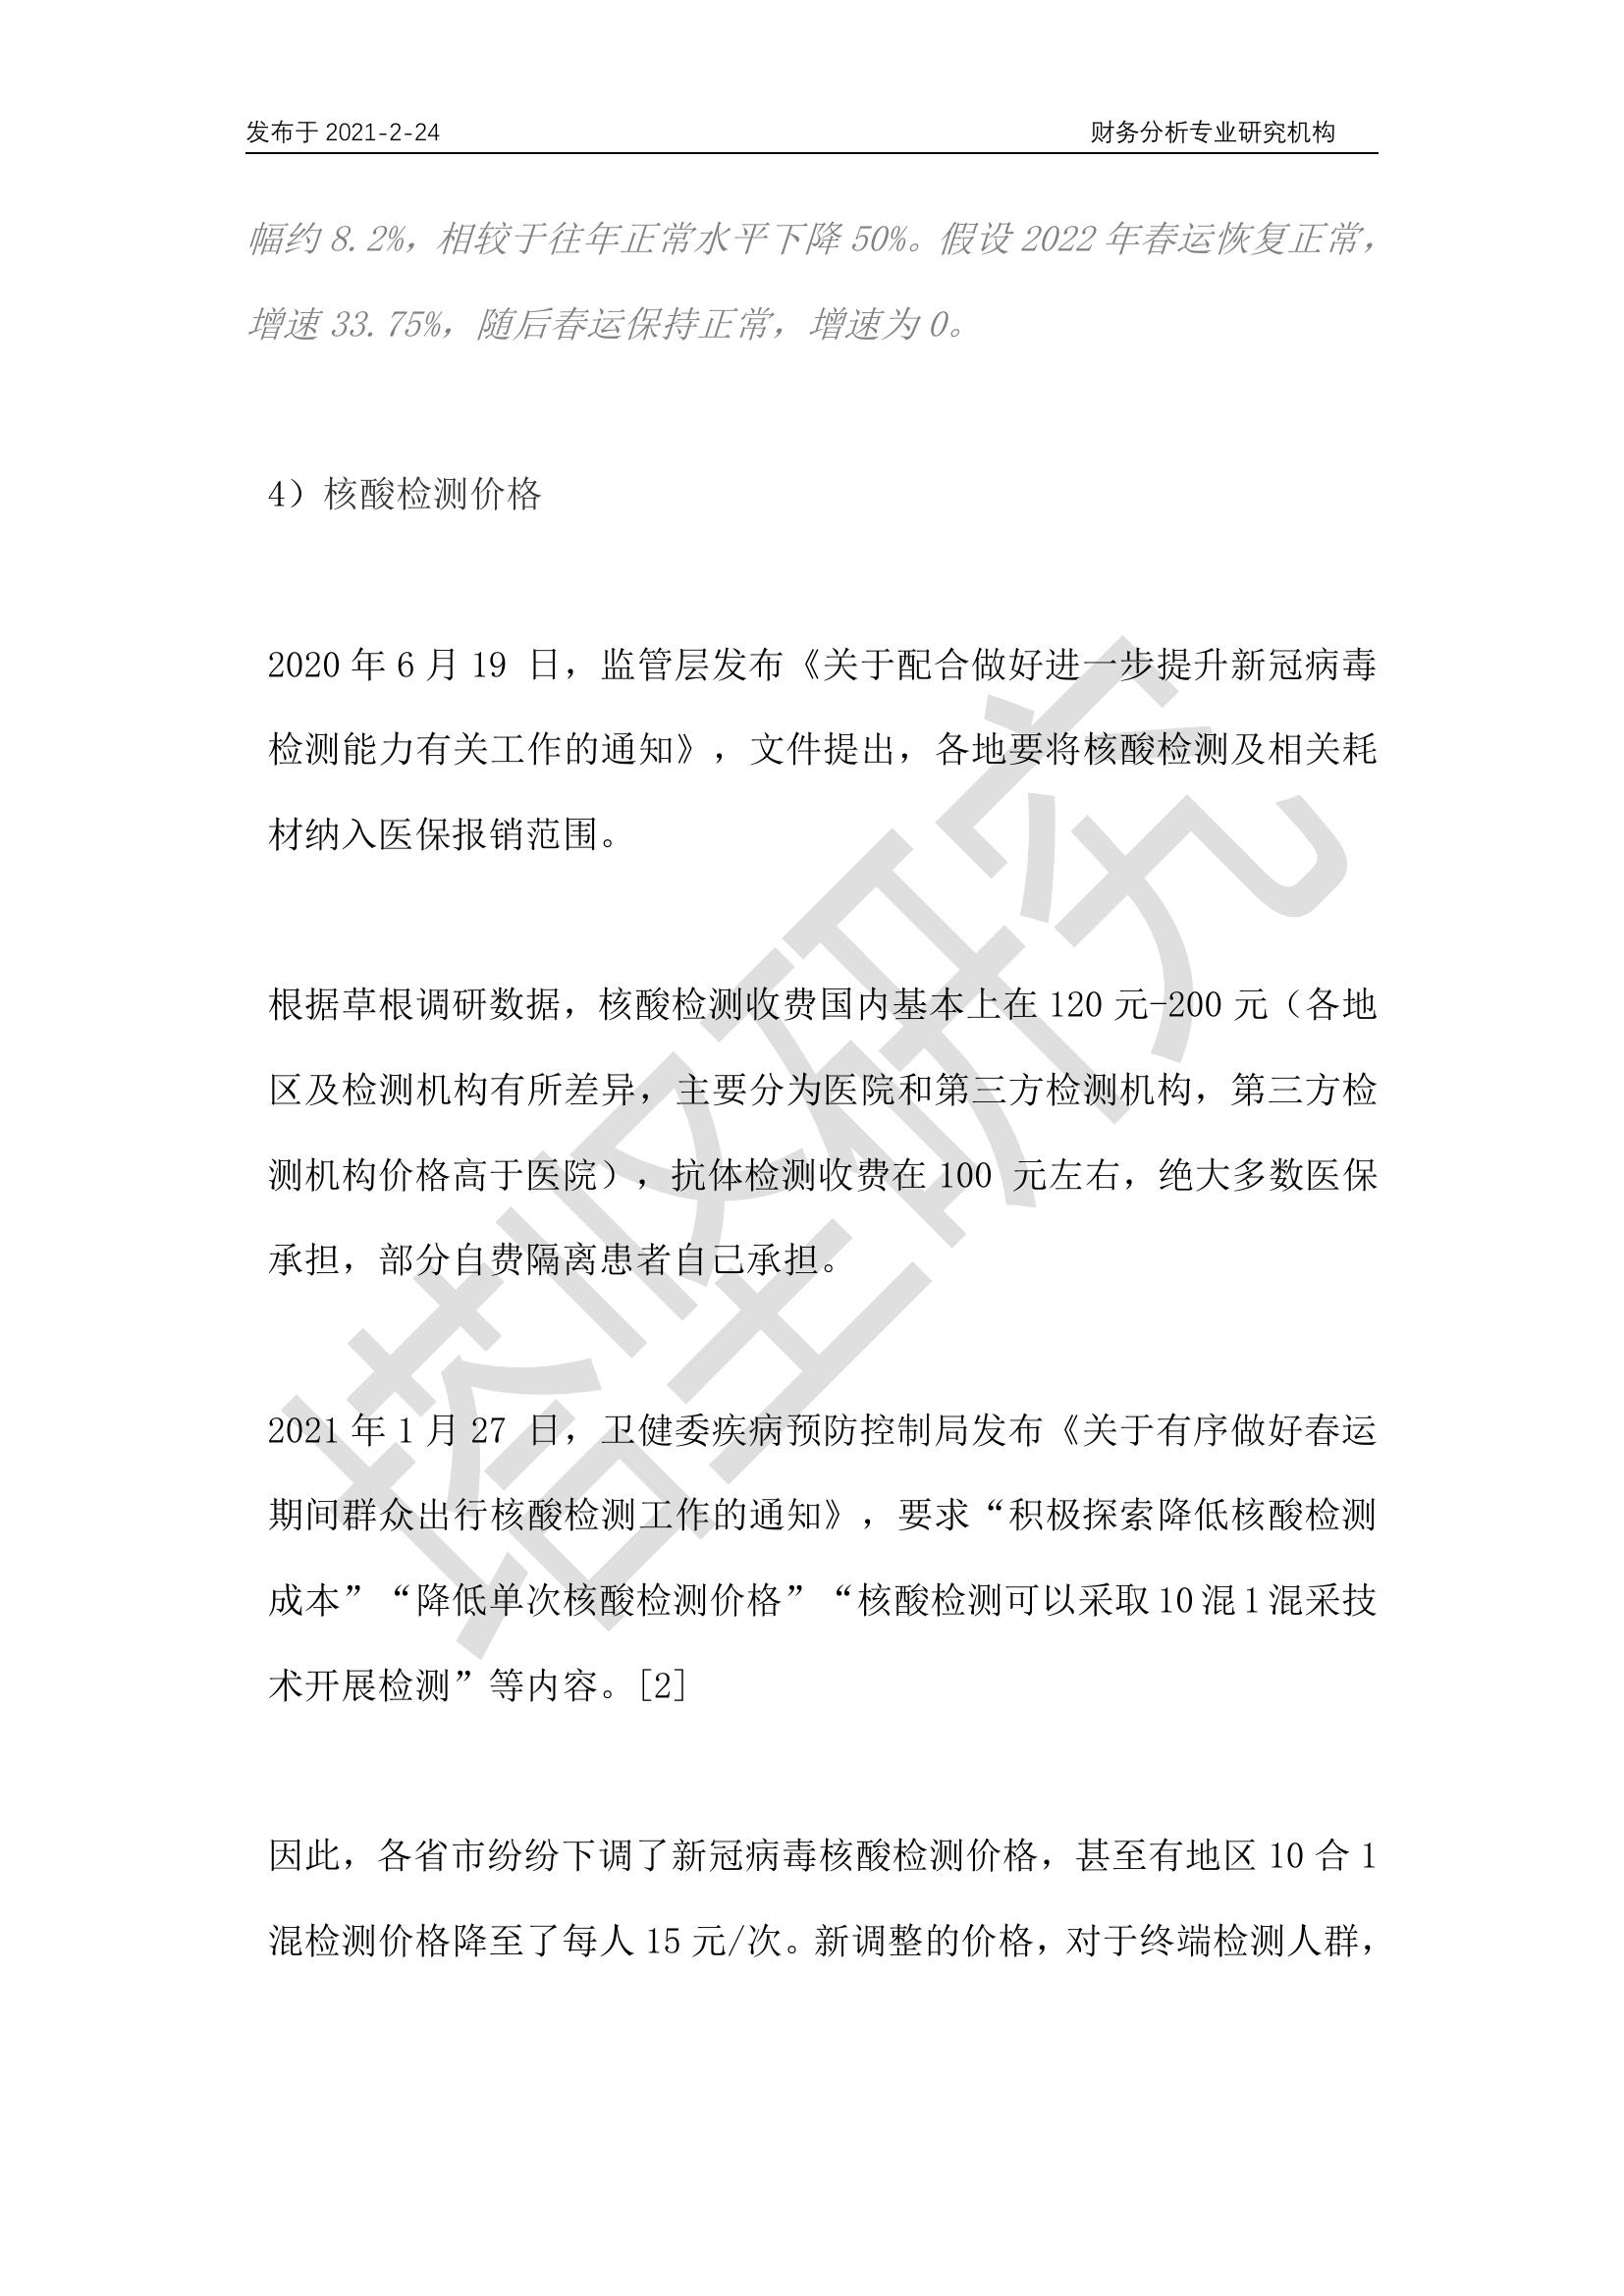 发布于 2021-2-24 财务分析专业研究机构
幅约 8.2%，相较于往年正常水平下降 50%。假设 2022 年春运恢复正常，
增速 33.75%，随后春运保持正常，增速为 0。
4）核酸检测价格
2020 年 6 月 19 日，监管层发布《关于配合做好进一步提升新冠病毒
检测能力有关工作的通知》，文件提出，各地要将核酸检测及相关耗
材纳入医保报销范围。
根据草根调研数据，核酸检测收费国内基本上在 120 元-200 元（各地
区及检测机构有所差异，主要分为医院和第三方检测机构，第三方检
测机构价格高于医院），抗体检测收费在 100 元左右，绝大多数医保
承担，部分自费隔离患者自己承担。
2021 年 1 月 27 日，卫健委疾病预防控制局发布《关于有序做好春运
期间群众出行核酸检测工作的通知》，要求“积极探索降低核酸检测
成本”“降低单次核酸检测价格”“核酸检测可以采取 10 混 1 混采技
术开展检测”等内容。[2]
因此，各省市纷纷下调了新冠病毒核酸检测价格，甚至有地区 10 合 1
混检测价格降至了每人 15 元/次。新调整的价格，对于终端检测人群，
塔坚研究